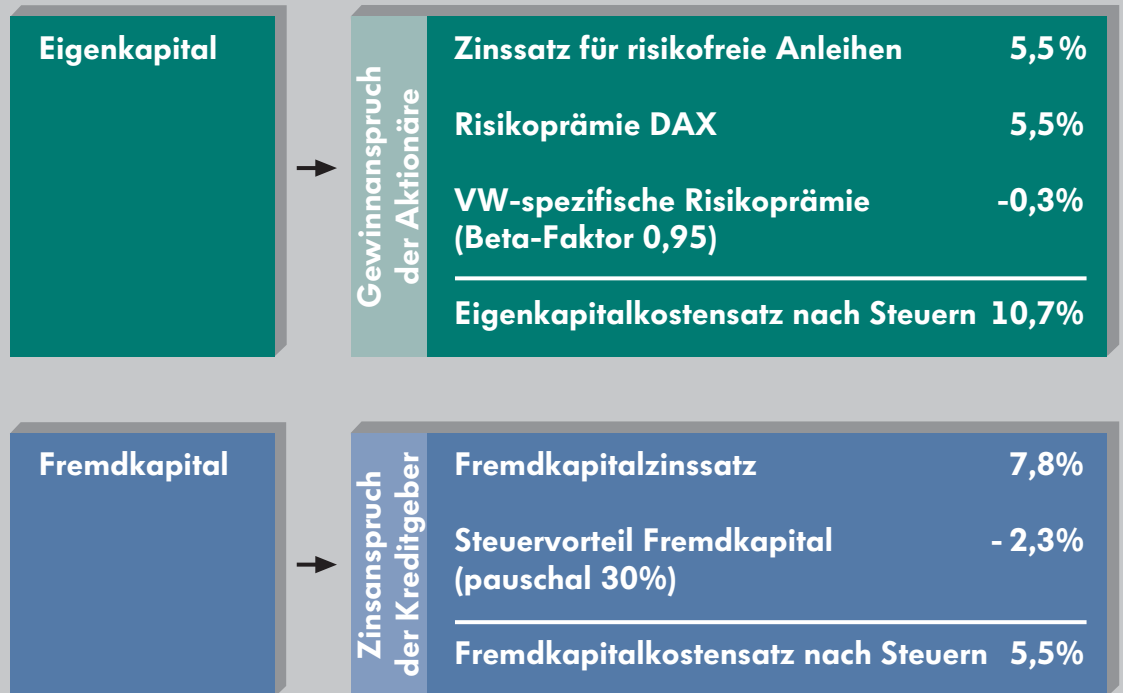 Eigenkapital
Gewinnanspruch
der Aktionäre
Zinssatz für risikofreie Anleihen 5,5%
Risikoprämie DAX 5,5%
VW-spezifische Risikoprämie -0,3%
(Beta-Faktor 0,95)
Eigenkapitalkostensatz nach Steuern 10,7%
Fremdkapital
Zinsanspruch
der Kreditgeber
Fremdkapitalzinssatz 7,8%
Steuervorteil Fremdkapital - 2,3%
(pauschal 30%)
Fremdkapitalkostensatz nach Steuern 5,5%